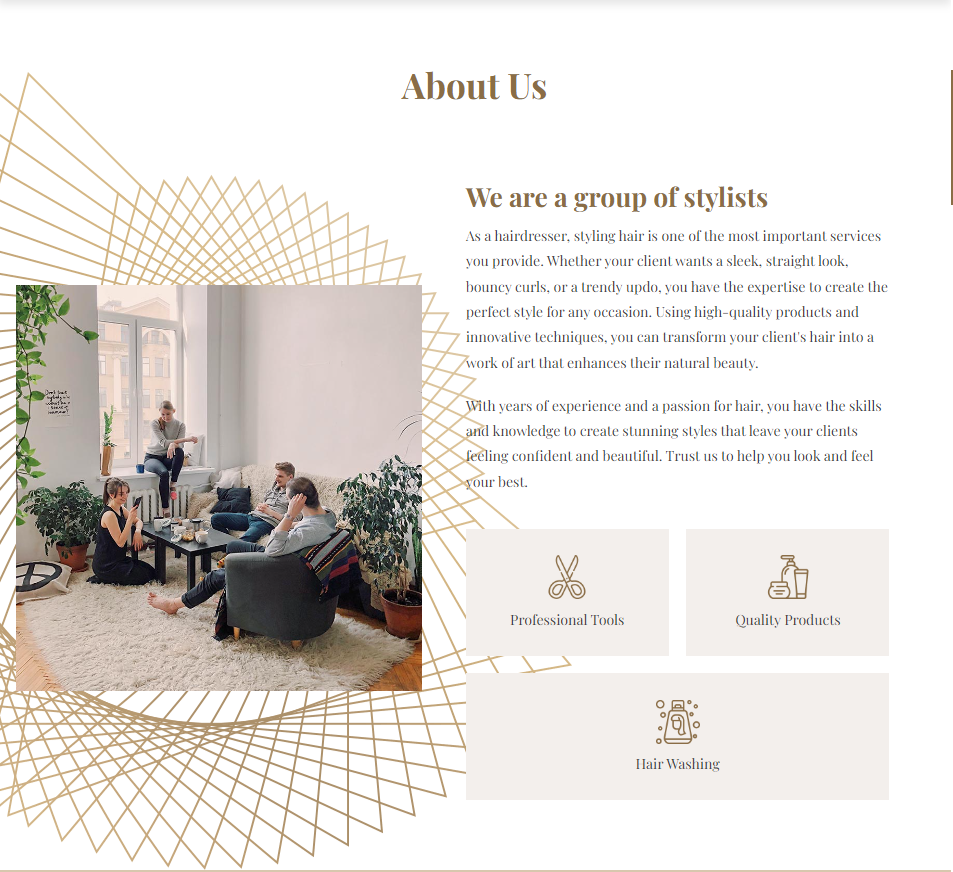 About Us
We are a group of stylists
As a hairdresser, styling hair is one of the most important services
you provide. Whether your client wants a sleek, straight look,
bouncy curls, or a trendy updo, you have the expertise to create the
perfect style for any occasion. Using high-quality products and
innovative techniques, you can transform your client's hair into a
work of art that enhances their natural beauty.
With years of experience and a passion for hair, you have the skills
and knowledge to create stunning styles that leave your clients
feeling confident and beautiful. Trust us to help you look and feel
your best.
Professional Tools
Quality Products
Hair Washing